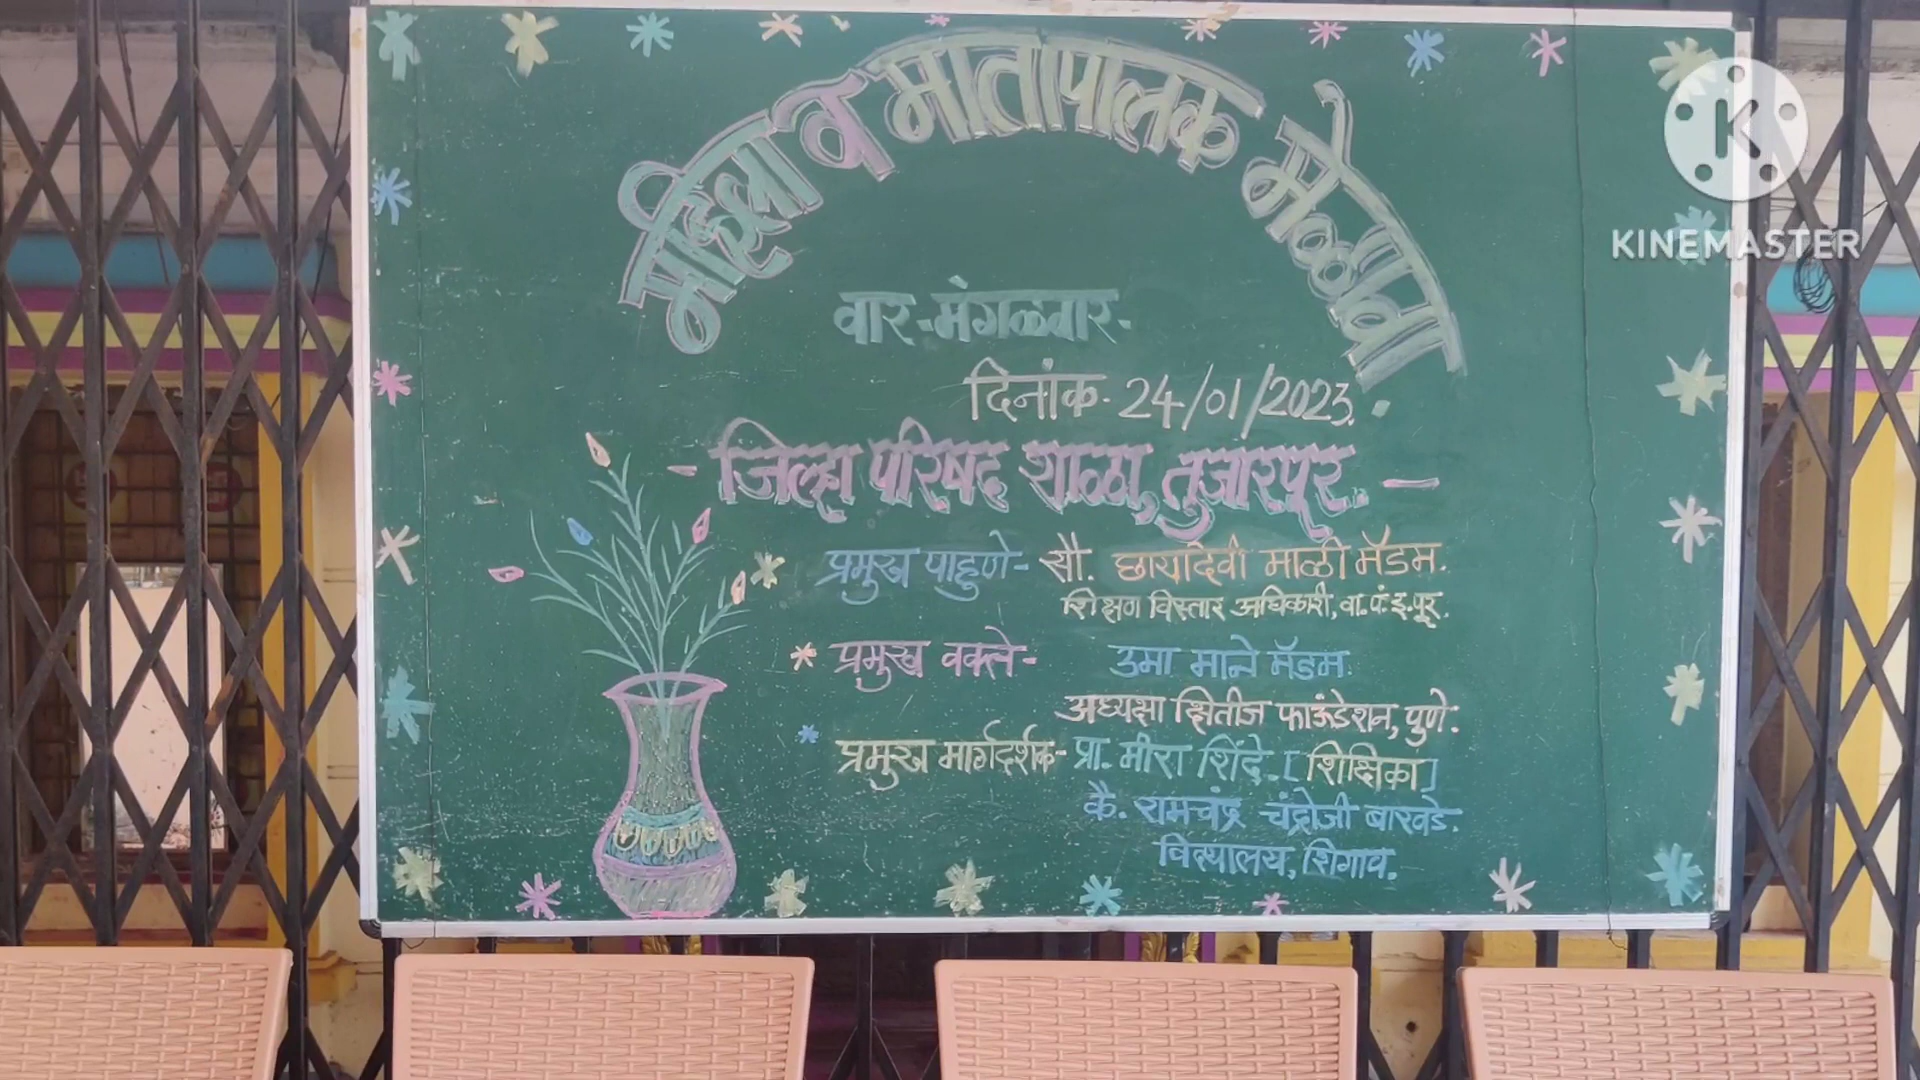 महिला व मातापालक मेळावा
वार-मंगळवार-
दिनांक- 24/01/2023.
- जिल्हा परिषद शाळा, तुजारपूर. -
प्रमुख पाहुणे- सौ. छायादेवी माळी मॅडम.
शिक्षण विस्तार अधिकारी, वा. पं. इ. पूर.
* प्रमुख वक्ते- उमा माने मॅडम.
अध्यक्षा क्षितीज फाऊंडेशन, पुणे.
* प्रमुख मार्गदर्शक- प्रा. मीरा शिंदे. [शिक्षिका]
कै. रामचंद्र चंद्रोजी बारवडे.
विद्यालय, शिगाव.
K
KINEMASTER